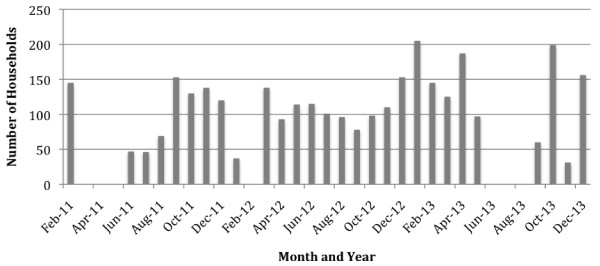 Number of Households
250
200
150
100
50
0
Feb-11 Apr-11 Jun-11 Aug-11 Oct-11 Dec-11 Feb-12 Apr-12 Jun-12 Aug-12 Oct-12 Dec-12 Feb-13 Apr-13 Jun-13 Aug-13 Oct-13 Dec-13
Month and Year